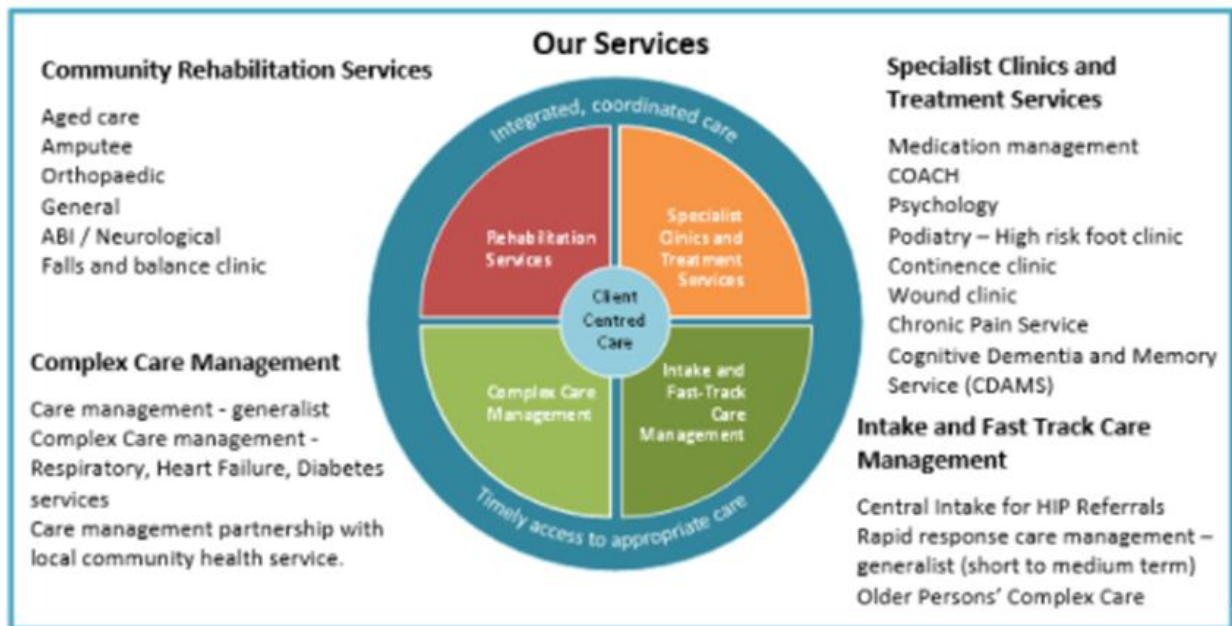 Our Services
Community Rehabilitation Services
Aged care
Amputee
Orthopaedic
General
ABI / Neurological
Falls and balance clinic
Complex Care Management
Care management - generalist
Complex Care management -
Respiratory, Heart Failure, Diabetes
services
Care management partnership with
local community health service.
Integrated, coordinated care
Rehabilitation
Services
Specialist
Clinics and
Treatment
Services
Client
Centred
Care
Complex Care
Management
Intake and
Fast-Track
Care
Management
Timely access to appropriate care
Specialist Clinics and
Treatment Services
Medication management
COACH
Psychology
Podiatry – High risk foot clinic
Continence clinic
Wound clinic
Chronic Pain Service
Cognitive Dementia and Memory
Service (CDAMS)
Intake and Fast Track Care
Management
Central Intake for HIP Referrals
Rapid response care management –
generalist (short to medium term)
Older Persons' Complex Care